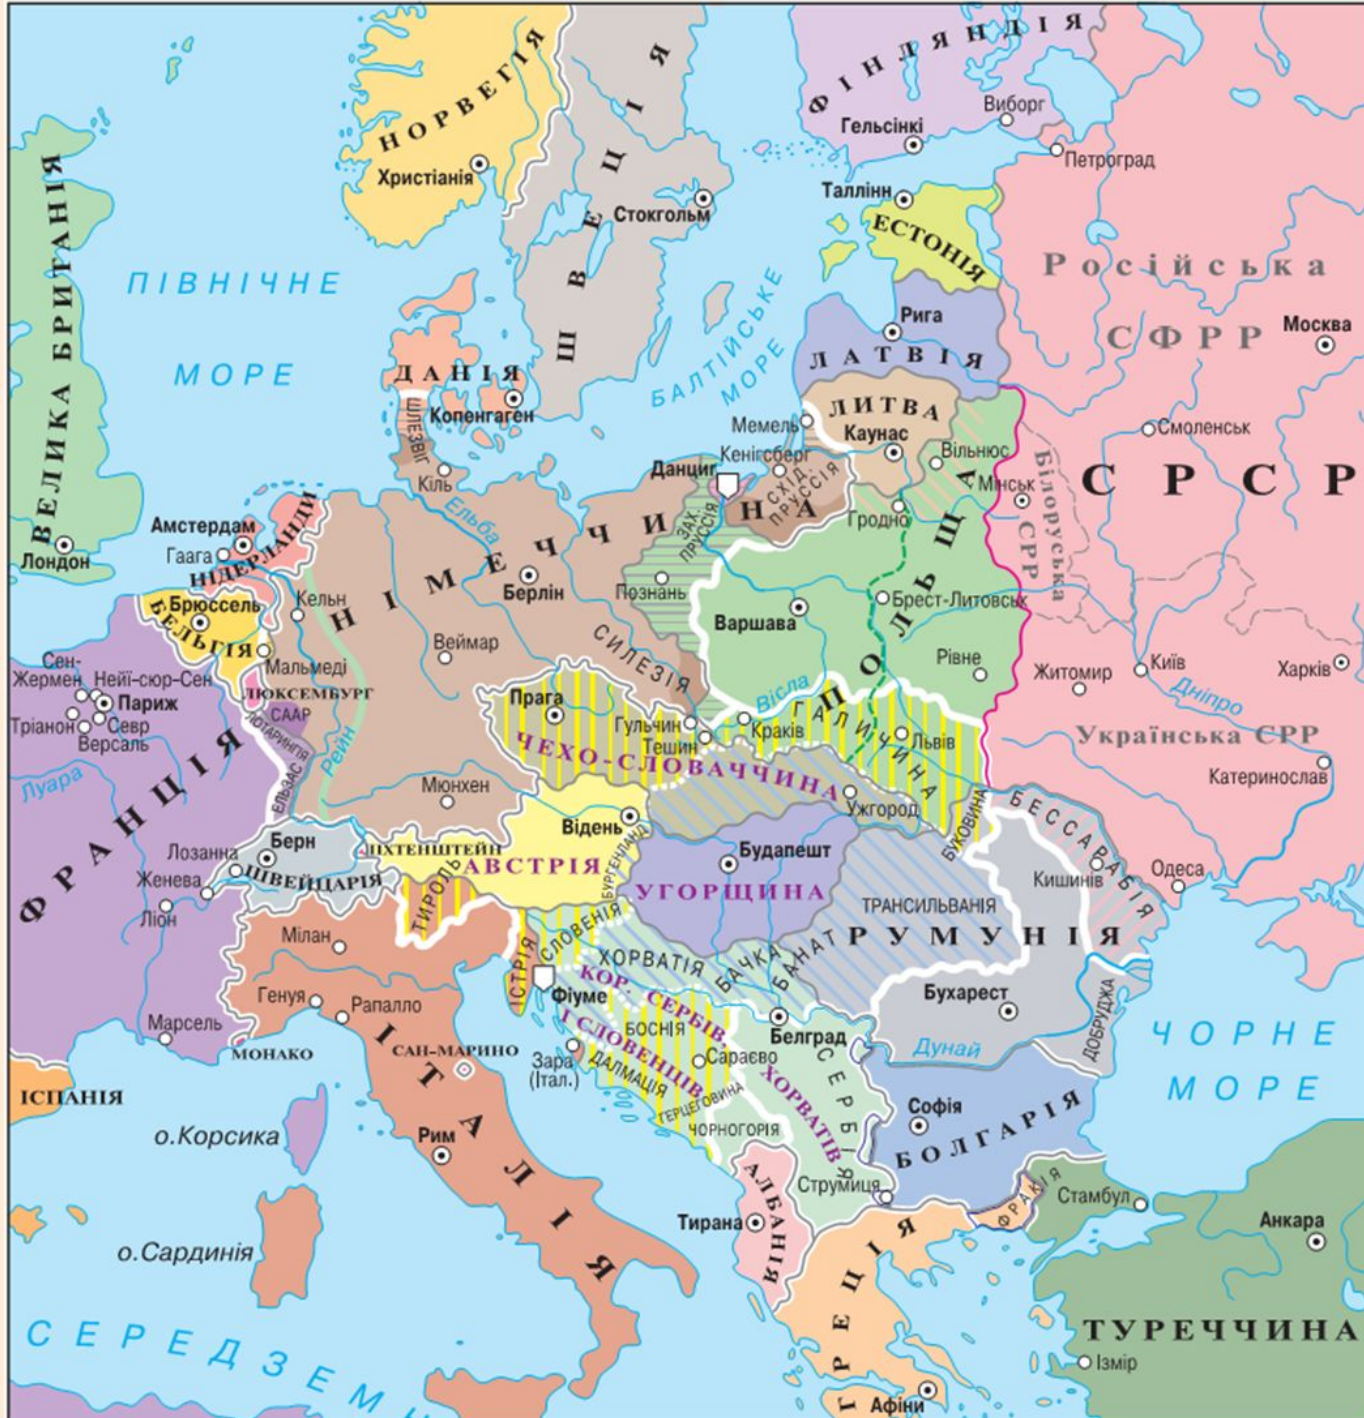 НОРВЕГІЯ
Христіанія
ШВЕЦІЯ
Стокгольм
ФІНЛЯНДІЯ
Виборг
Гельсінкі
Петроград
Таллінн
ЕСТОНІЯ
Рига
ЛАТВІЯ
Російська
СФРР
Москва
Смоленськ
СРСР
Білоруська
СРР
Мінськ
ВЕЛИКА БРИТАНІЯ
Лондон
ПІВНІЧНЕ
МОРЕ
БАЛТІЙСЬКЕ
МОРЕ
ДАНІЯ
Копенгаген
ШЛЕЗВІГ
Кіль
Ельба
Мемель
ЛИТВА
Каунас
Вільнюс
Кенігсберг
СХІД.
ПРУССІЯ
Данциг
ЗАХ.
ПРУССІЯ
Гродно
Амстердам
Гаага
НІДЕРЛАНДИ
Брюссель
БЕЛЬГІЯ
Мальмеді
Кельн
НІМЕЧЧИНА
Берлін
Веймар
Познань
СИЛЕЗІЯ
Варшава
ПОЛЬЩА
Брест-Литовськ
Рівне
Житомир
Київ
Харків
Дніпро
Українська СРР
Катеринослав
Сен-
Жермен
Нейї-сюр-Сен
Париж
Тріанон
Севр
Версаль
Луара
ФРАНЦІЯ
ЛЮКСЕМБУРГ
СААР
ЛОТАРИНГІЯ
ЕЛЬЗАС
Рейн
Мюнхен
Прага
Гульчин
Тешин
Вісла
Краків
ГАЛИЧИНА
Львів
ЧЕХО-СЛОВАЧЧИНА
Ужгород
БУКОВИНА
БЕССАРАБІЯ
Кишинів
Одеса
Лозанна
Берн
Женева
ШВЕЙЦАРІЯ
ЛІХТЕНШТЕЙН
Ліон
Відень
АВСТРІЯ
БУРГЕНЛАНД
ТИРОЛЬ
Будапешт
УГОРЩИНА
ТРАНСИЛЬВАНІЯ
РУМУНІЯ
Бухарест
ДОБРУДЖА
Дунай
Мілан
Генуя
Рапалло
Марсель
МОНАКО
ІТАЛІЯ
САН-МАРИНО
ІСТРІЯ
СЛОВЕНІЯ
ХОРВАТІЯ
БАЧКА
БАНАТ
Фіуме
КОР. СЕРБІВ,
ХОРВАТІВ
І СЛОВЕНЦІВ
БОСНІЯ
Сараєво
Зара
(Італ.)
ДАЛМАЦІЯ
ГЕРЦЕГОВИНА
ЧОРНОГОРІЯ
Белград
СЕРБІЯ
Струмиця
ЧОРНЕ
МОРЕ
Софія
БОЛГАРІЯ
ІСПАНІЯ
о.Корсика
Рим
о.Сардинія
АЛБАНІЯ
Тирана
ФРАКІЯ
Стамбул
Анкара
ТУРЕЧЧИНА
Ізмір
ГРЕЦІЯ
Афіни
СЕРЕДЗЕМ